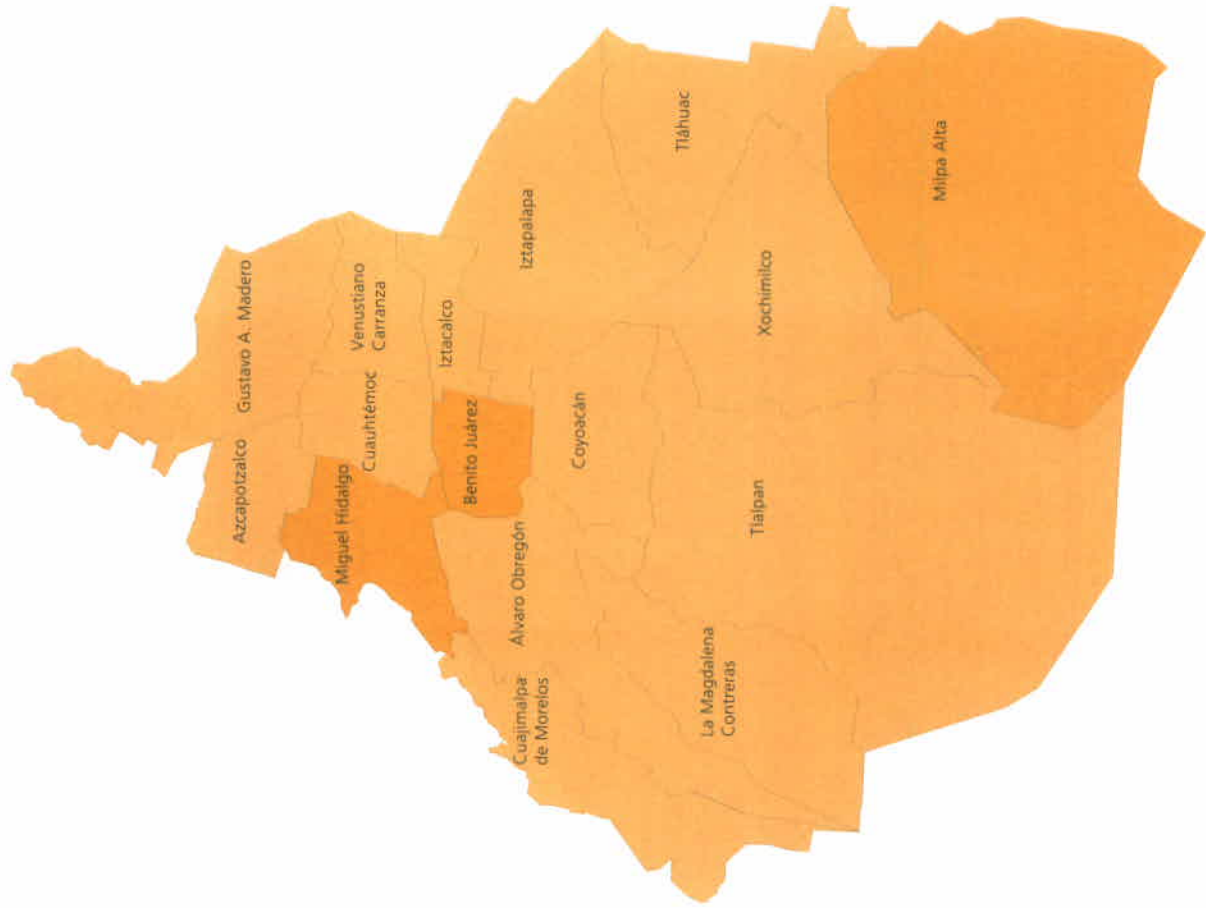 Azcapotzalco
Gustavo A. Madero
Miguel Hidalgo
Cuauhtémoc
Venustiano
Carranza
Iztacalco
Benito Juárez
Iztapalapa
Cuajimalpa
de Morelos
Alvaro Obregón
Coyoacán
Tláhuac
La Magdalena
Contreras
Tlalpan
Xochimilco
Milpa Alta